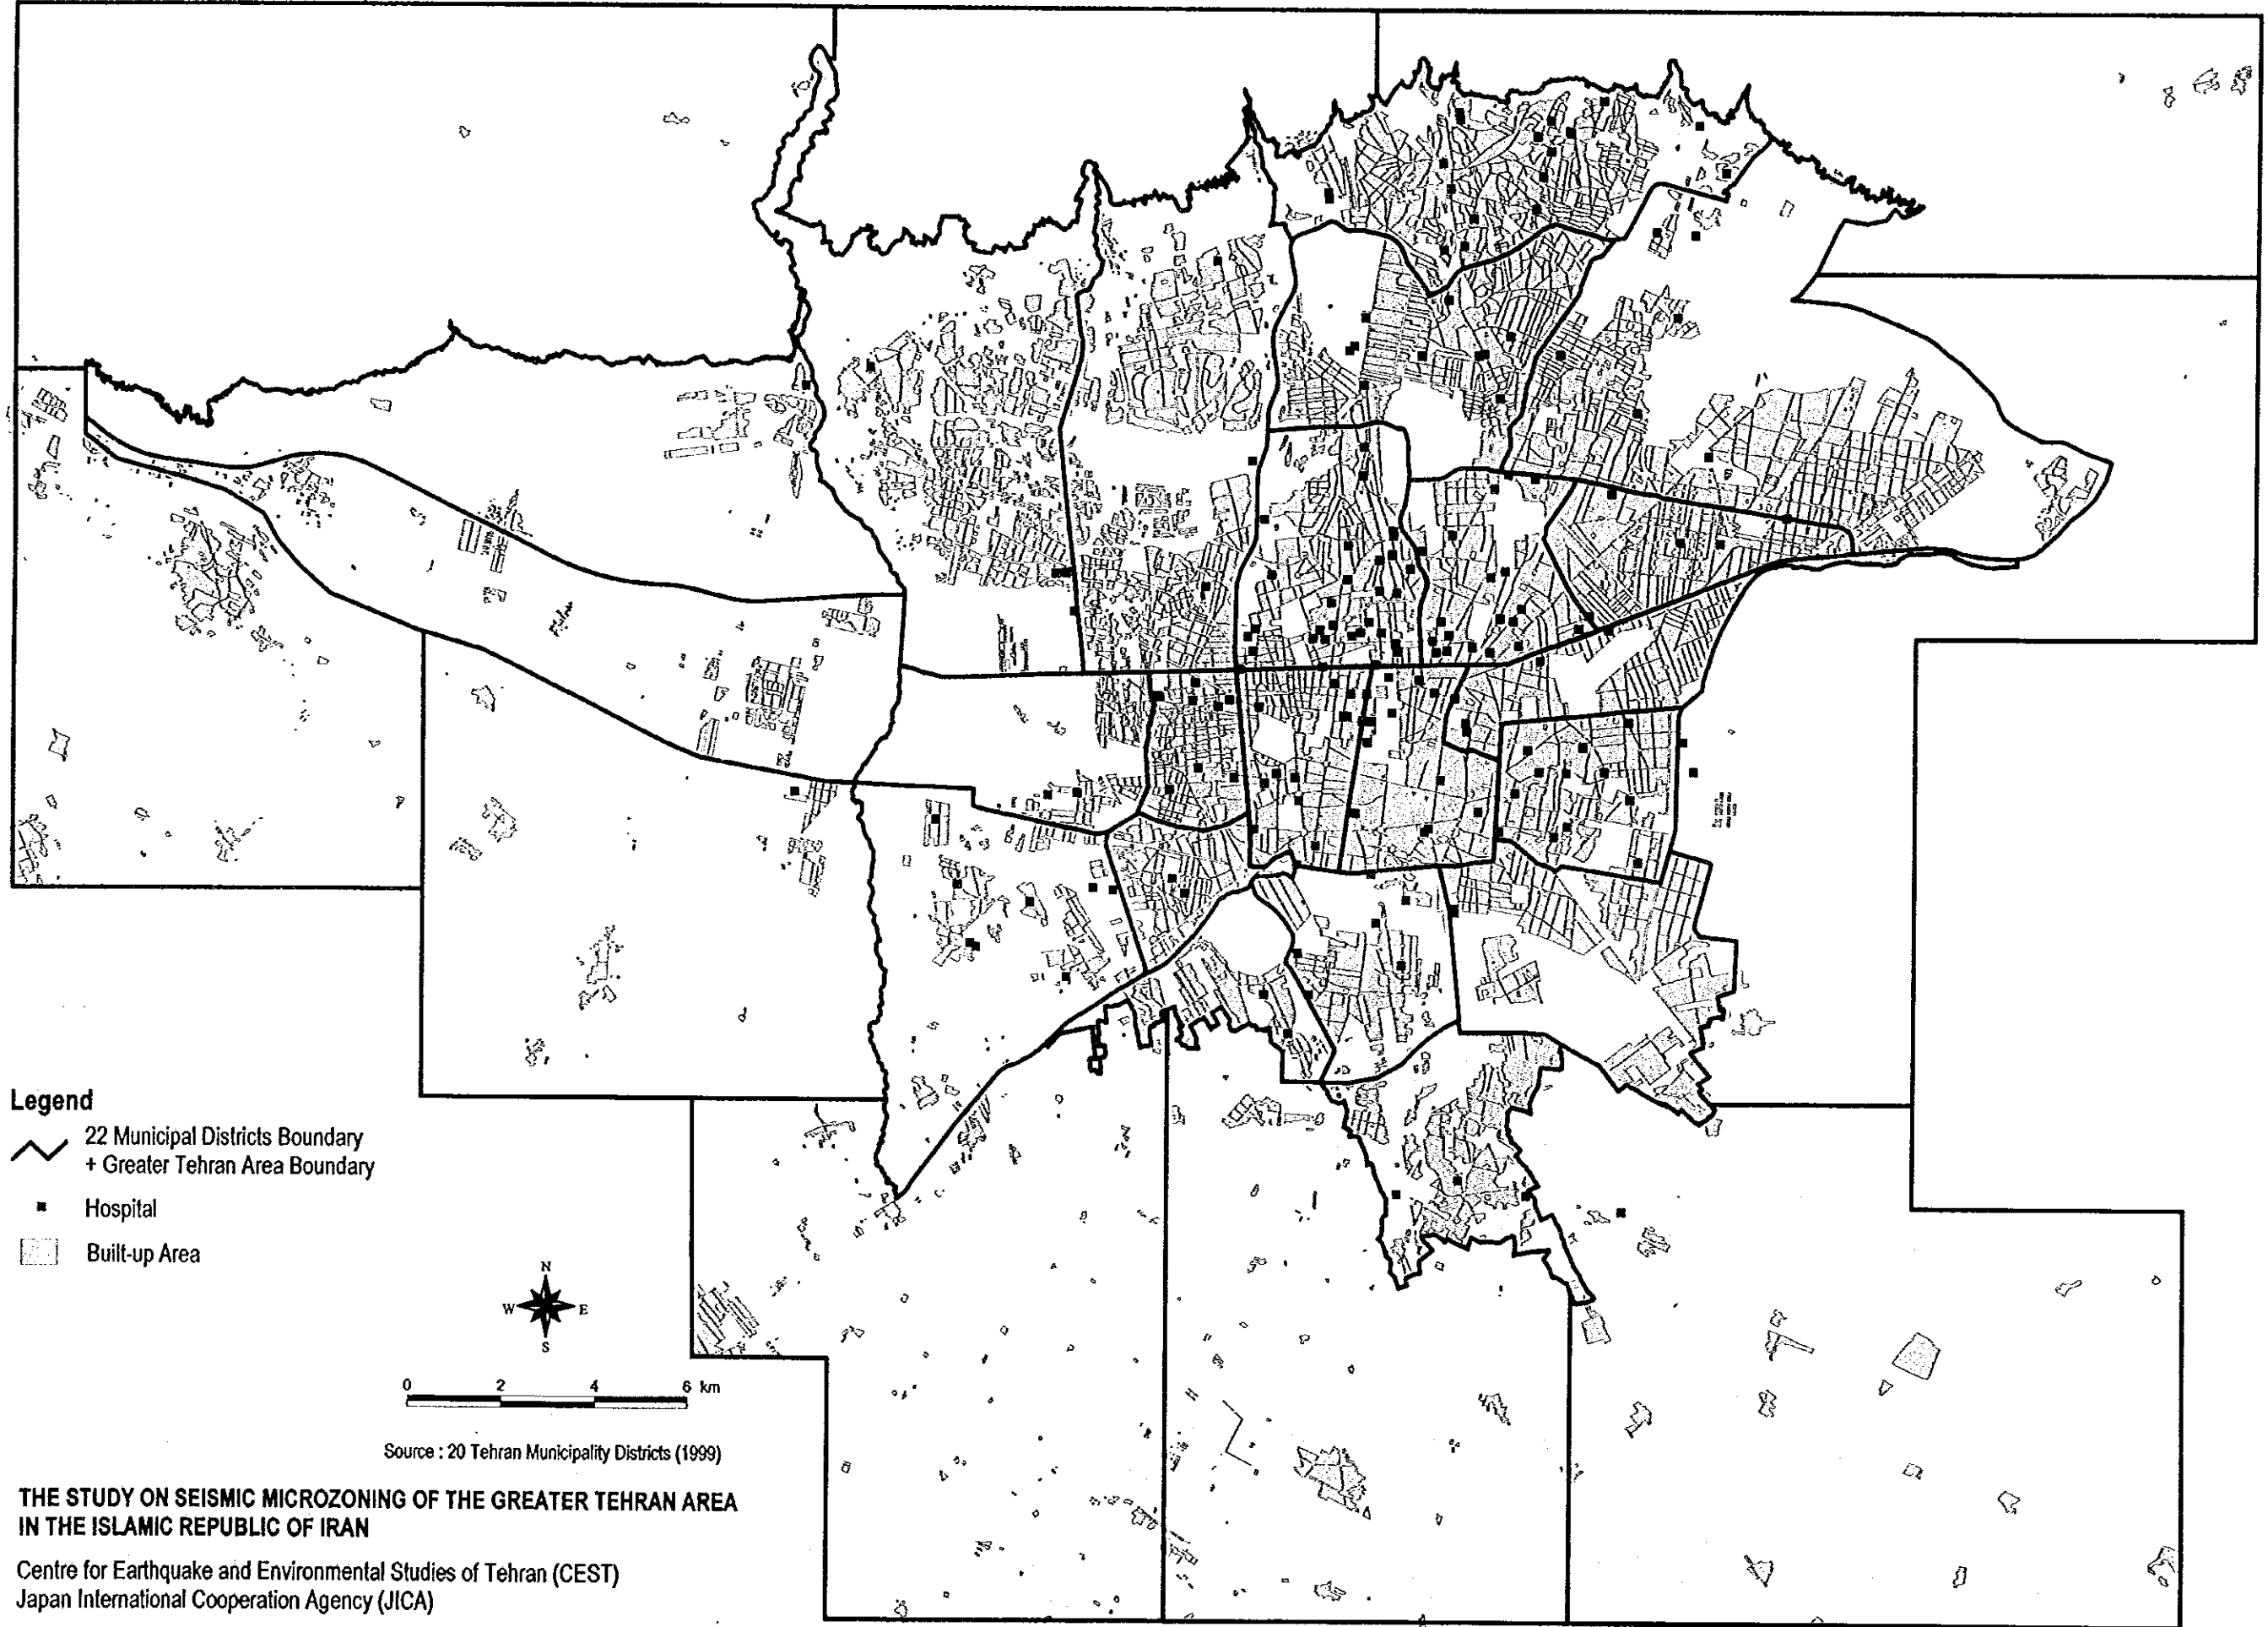 Legend
22 Municipal Districts Boundary
+ Greater Tehran Area Boundary
Hospital
Built-up Area
N
W E
S
0 2 4 6 km
Source : 20 Tehran Municipality Districts (1999)
THE STUDY ON SEISMIC MICROZONING OF THE GREATER TEHRAN AREA
IN THE ISLAMIC REPUBLIC OF IRAN
Centre for Earthquake and Environmental Studies of Tehran (CEST)
Japan International Cooperation Agency (JICA)